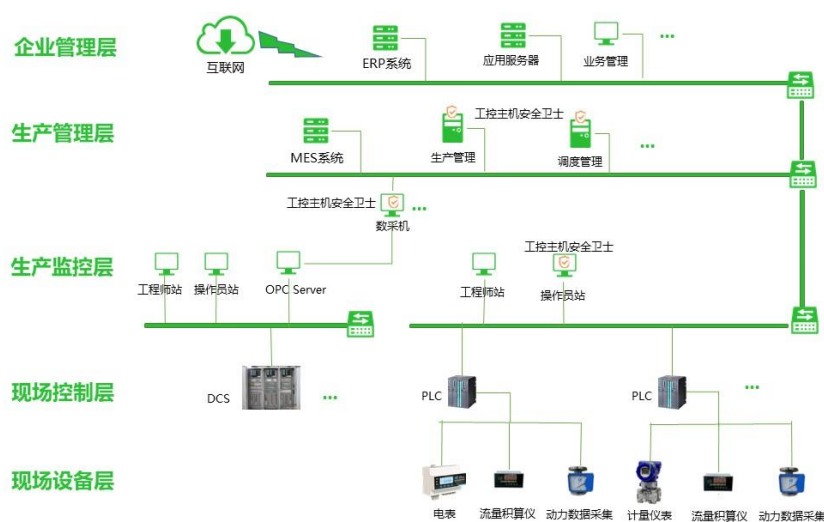 企业管理层
互联网
ERP系统
应用服务器
业务管理
...
生产管理层
MES系统
工控主机安全卫士
生产管理
调度管理
...
工控主机安全卫士
数采机
...
生产监控层
工程师站
操作员站
OPC Server
工程师站
工控主机安全卫士
操作员站
现场控制层
DCS
...
PLC
PLC
...
现场设备层
电表
流量积算仪
动力数据采集
计量仪表
流量积算仪
动力数据采集